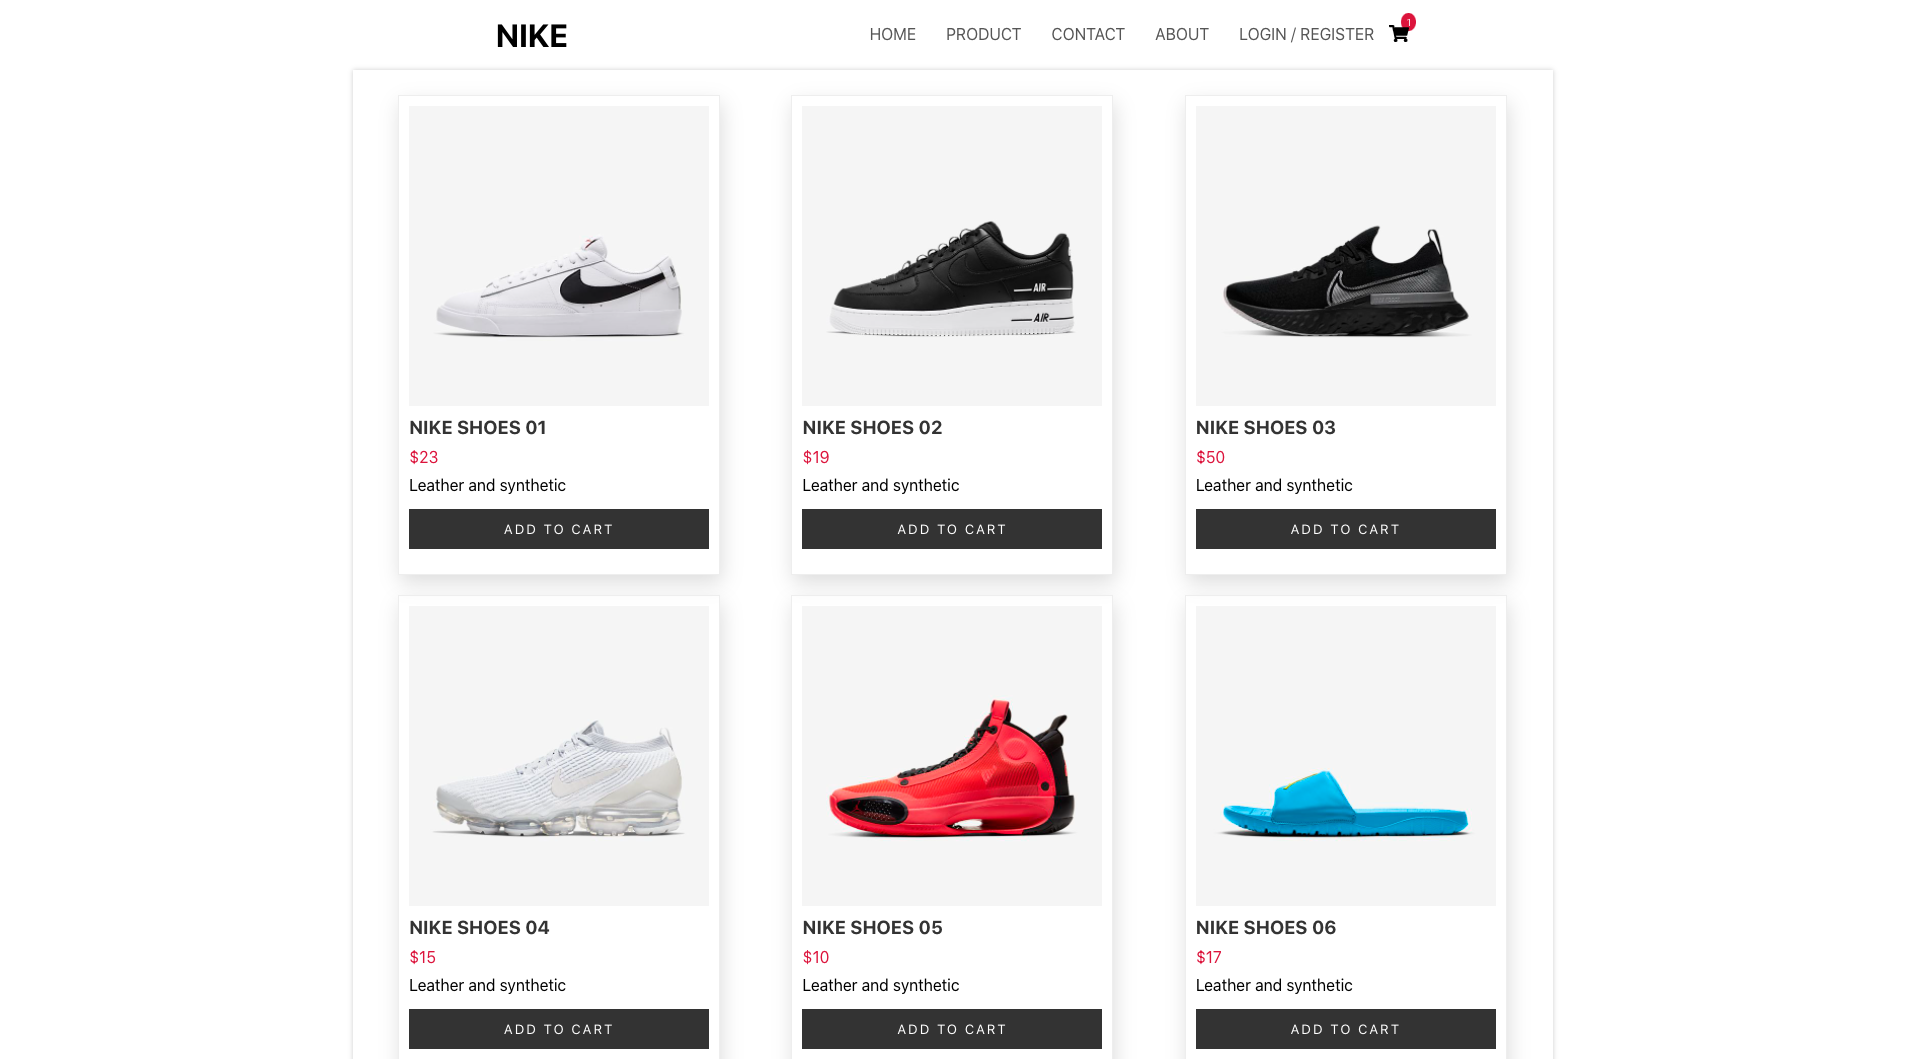 NIKE
HOME PRODUCT CONTACT ABOUT LOGIN / REGISTER 1
AIR
AIR
NIKE SHOES 01
$23
Leather and synthetic
ADD TO CART
NIKE SHOES 02
$19
Leather and synthetic
ADD TO CART
NIKE SHOES 03
$50
Leather and synthetic
ADD TO CART
NIKE SHOES 04
$15
Leather and synthetic
ADD TO CART
NIKE SHOES 05
$10
Leather and synthetic
ADD TO CART
NIKE SHOES 06
$17
Leather and synthetic
ADD TO CART